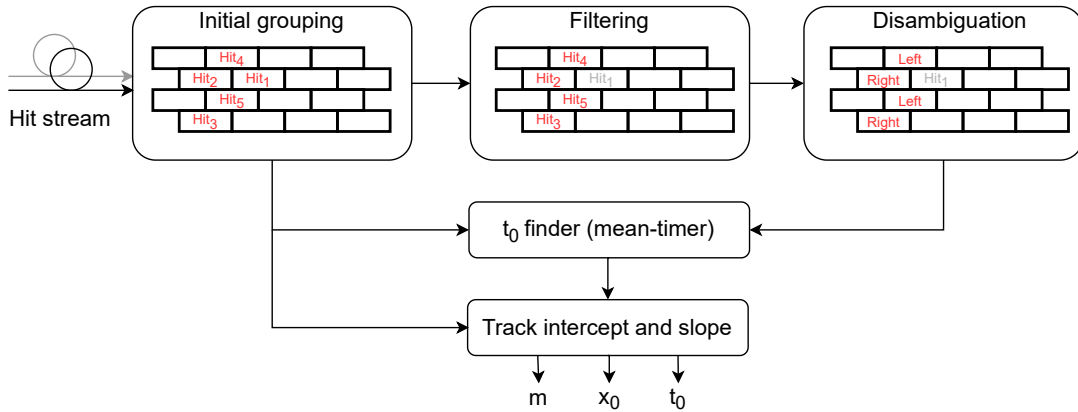 Initial grouping
Hit4
Hit2 Hit1
Hit5
Hit3
Hit stream
Filtering
Hit4
Hit2 Hit1
Hit5
Hit3
Disambiguation
Left
Right Hit1
Left
Right
t0 finder (mean-timer)
Track intercept and slope
m x0 t0